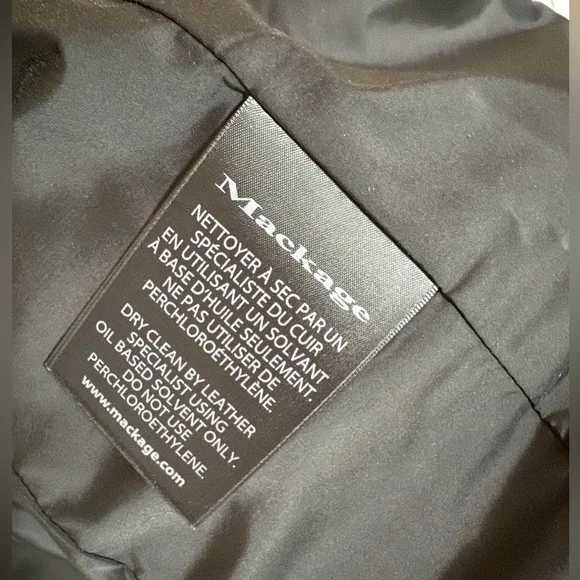 Mackage
NETTOYER À SEC PAR UN
SPÉCIALISTE DU CUIR
EN UTILISANT UN SOLVANT
À BASE D'HUILE SEULEMENT.
NE PAS UTILISER DE
PERCHLOROÉTHYLÈNE.
DRY CLEAN BY LEATHER
SPECIALIST USING
OIL BASED SOLVENT ONLY.
DO NOT USE
PERCHLOROETHYLENE.
www.mackage.com